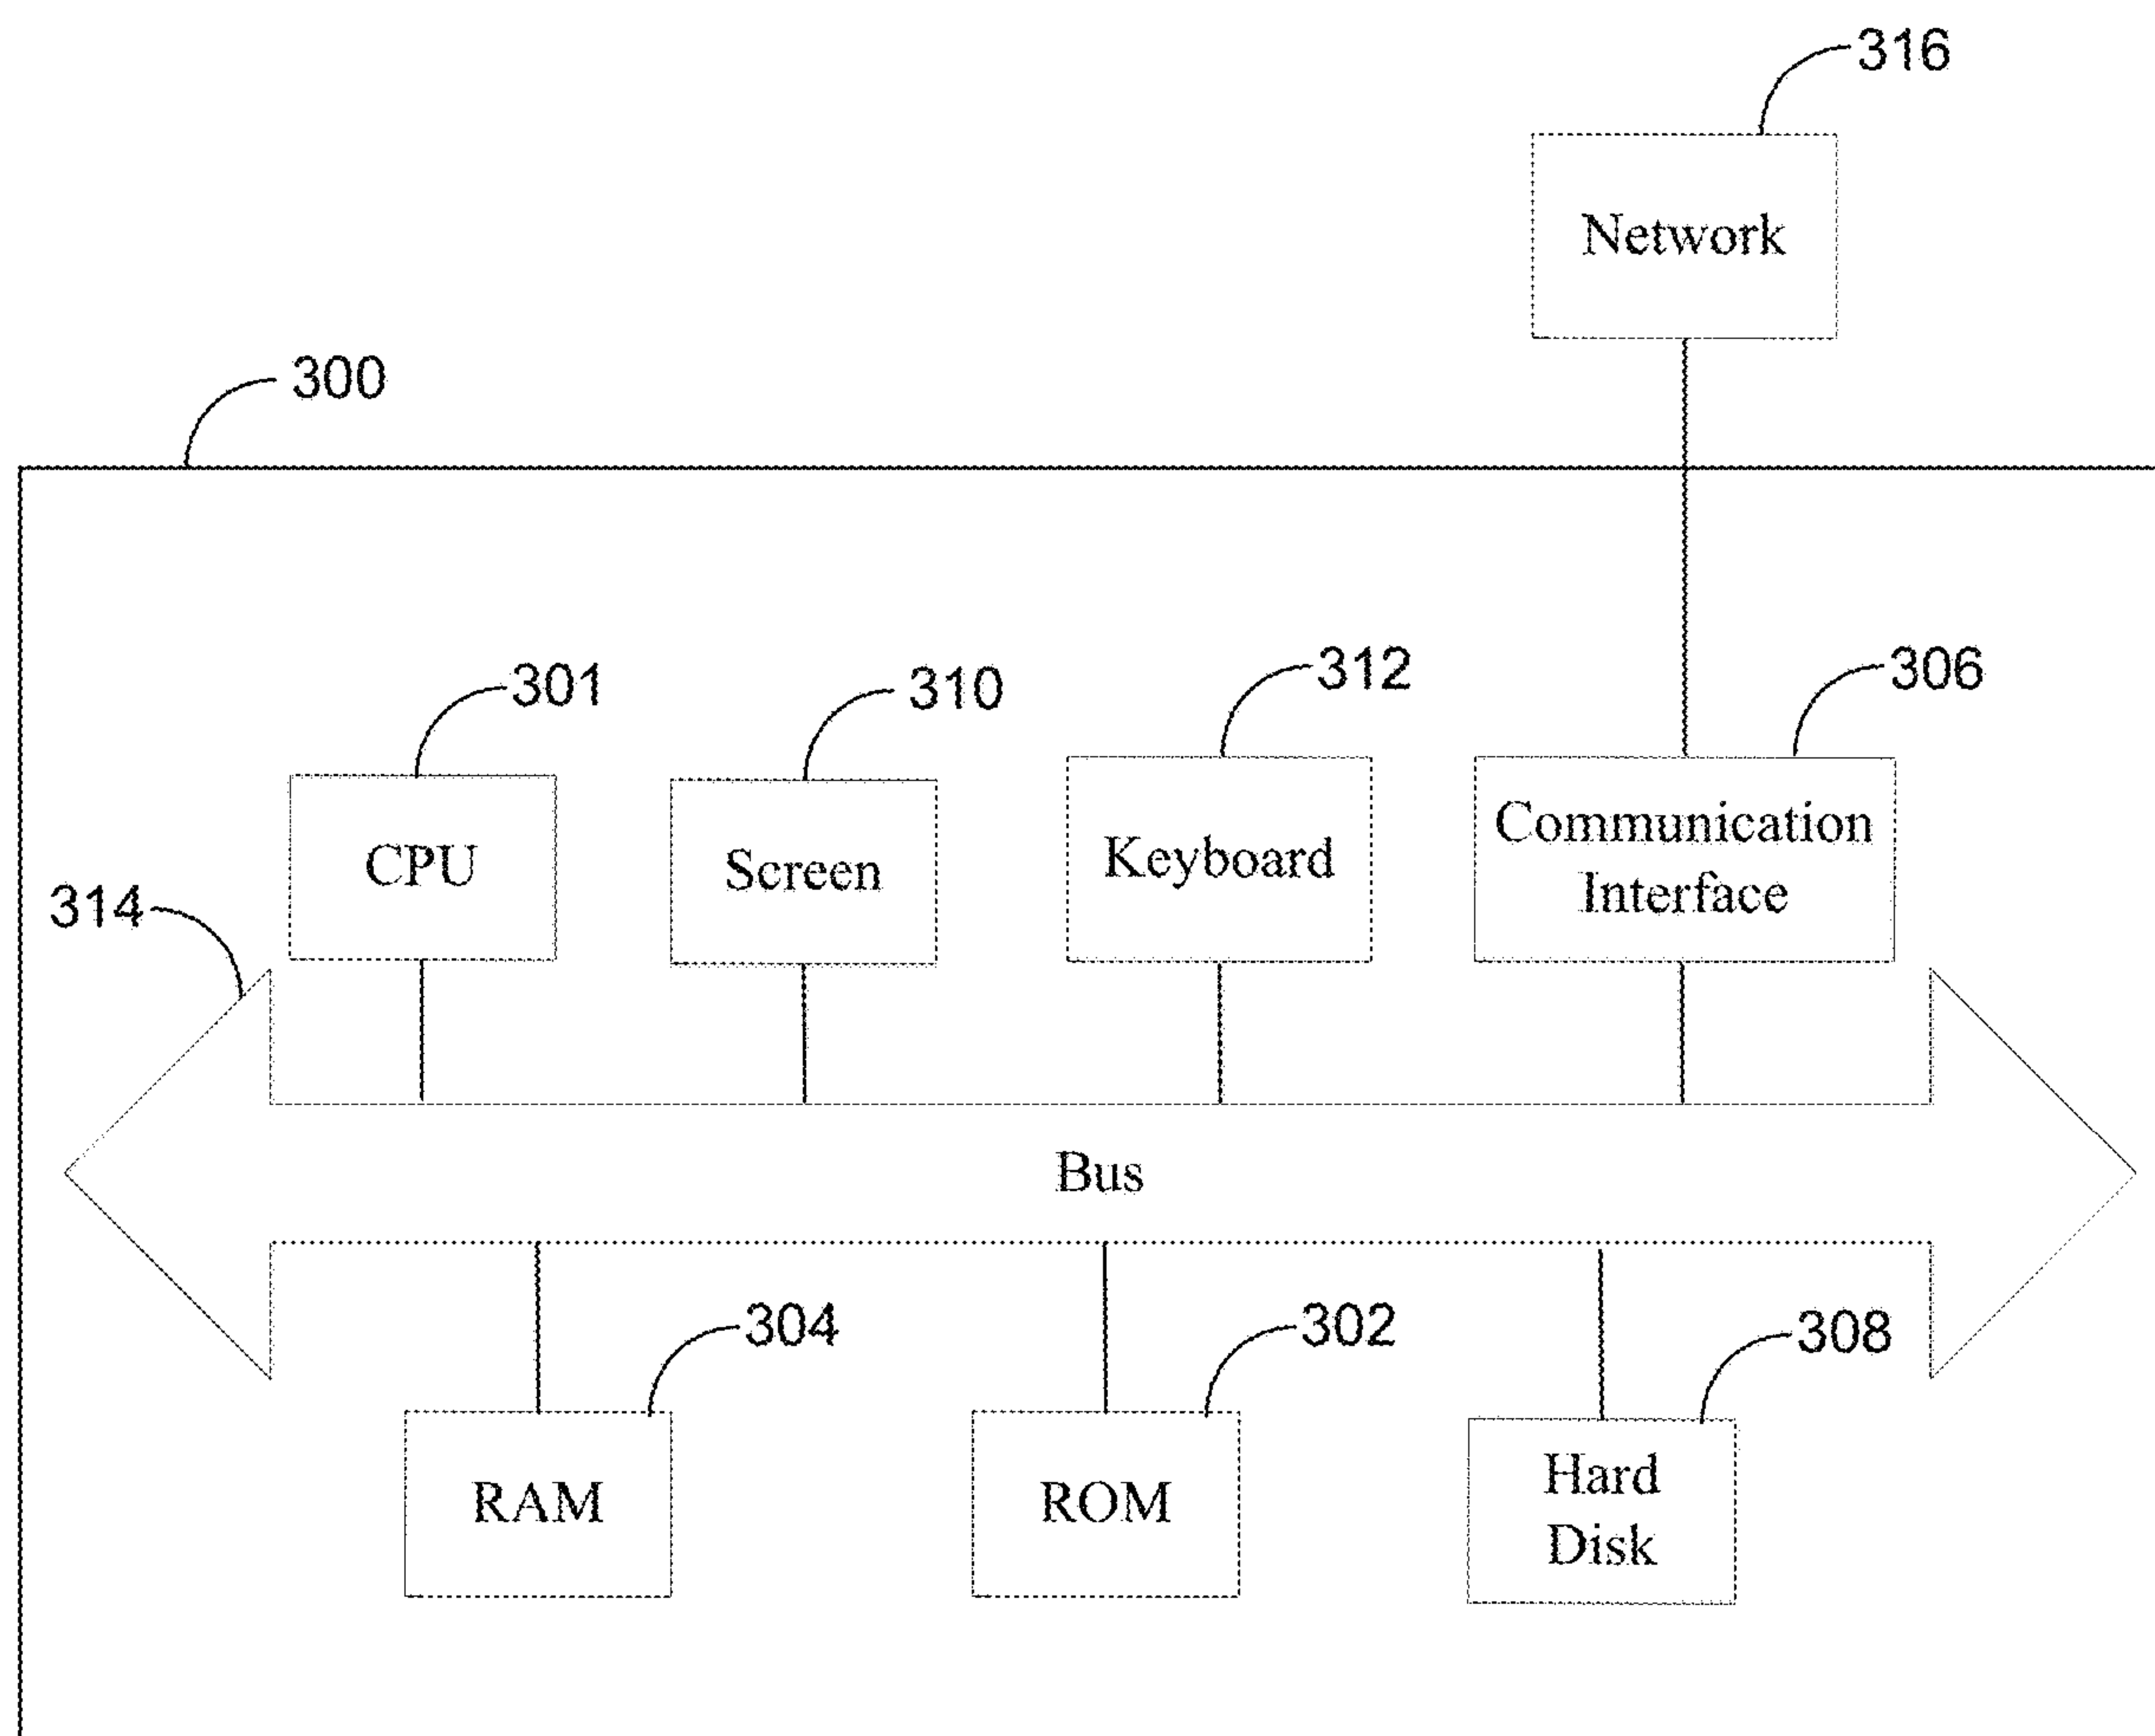 316
Network
300
301
310
312
306
CPU
Screen
Keyboard
Communication
Interface
314
Bus
304
302
308
RAM
ROM
Hard
Disk